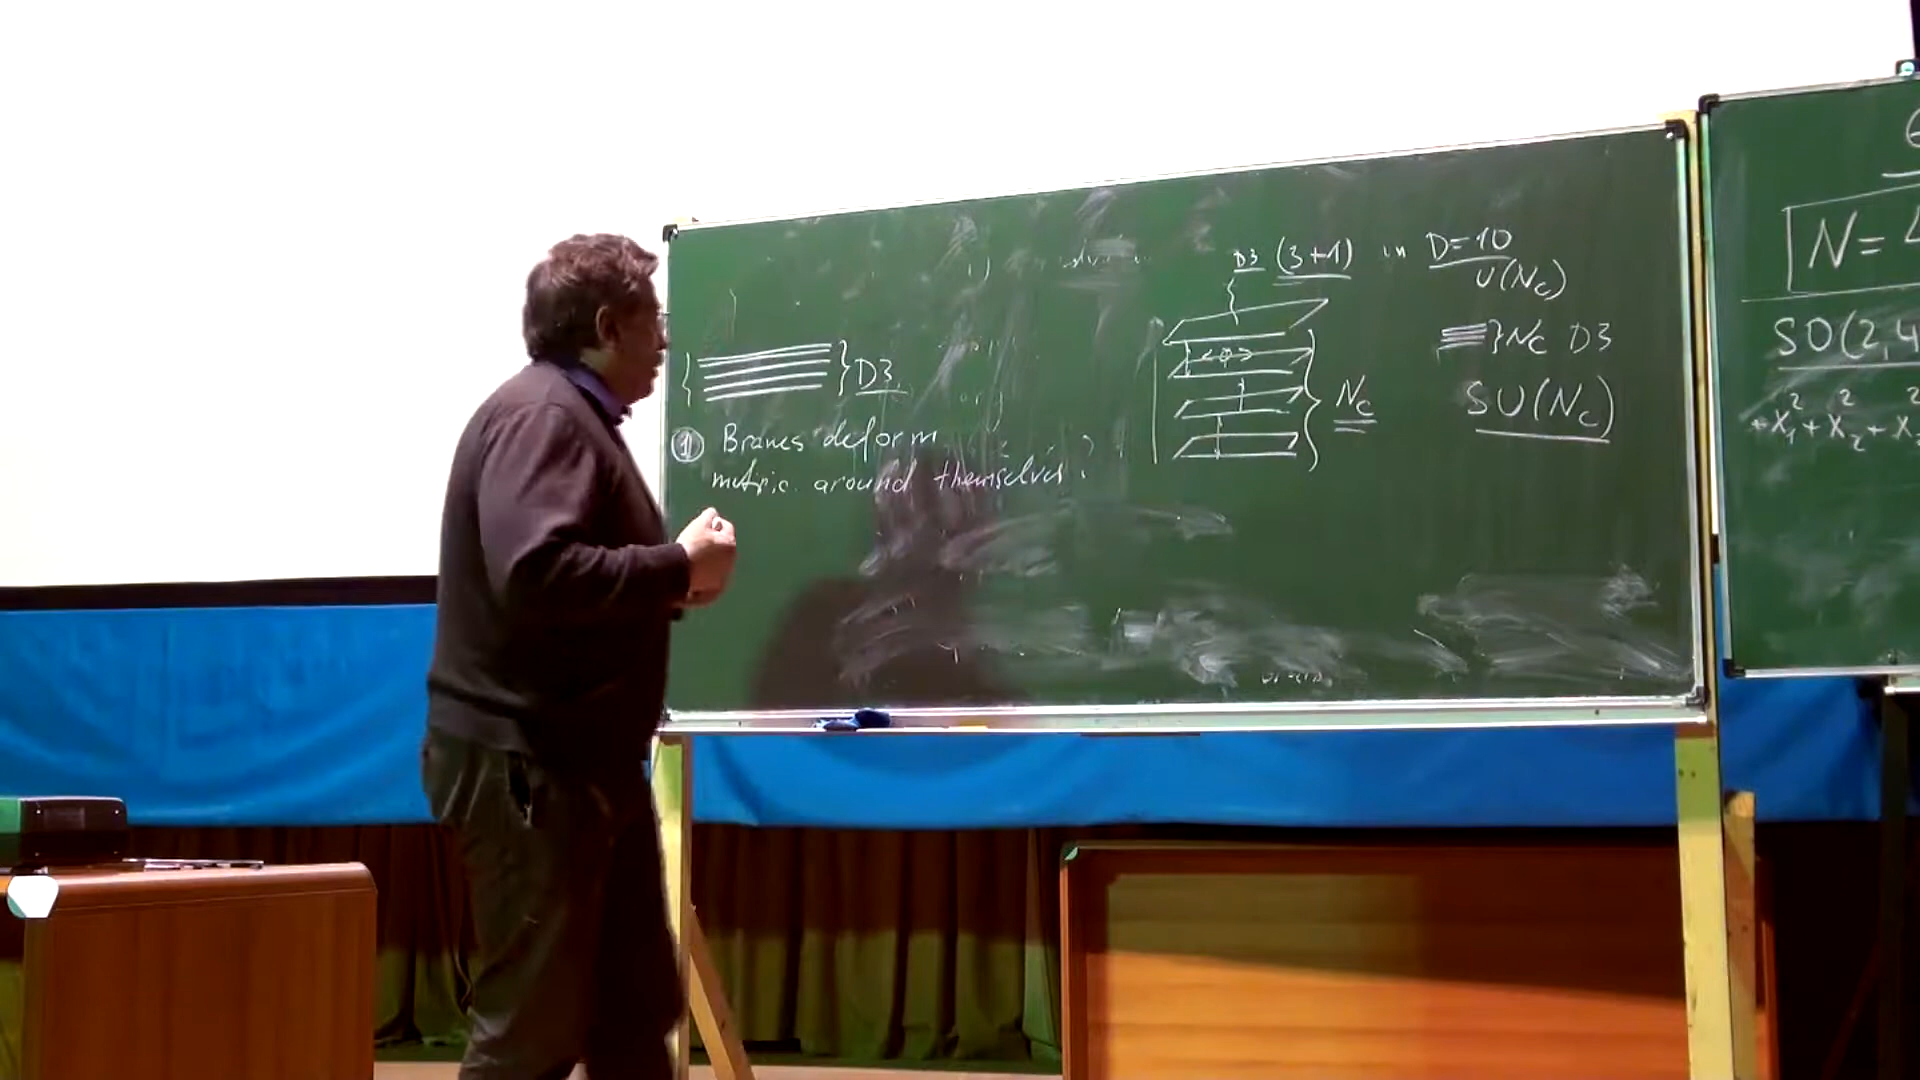 D3 (3+1) in D=10
U(Nc)
}Nc D3
SU(Nc)
Nc
{ } D3.
① Branes deform
metric around themselves.
N=4
SO(2,4
+X₁²+X₂²+X